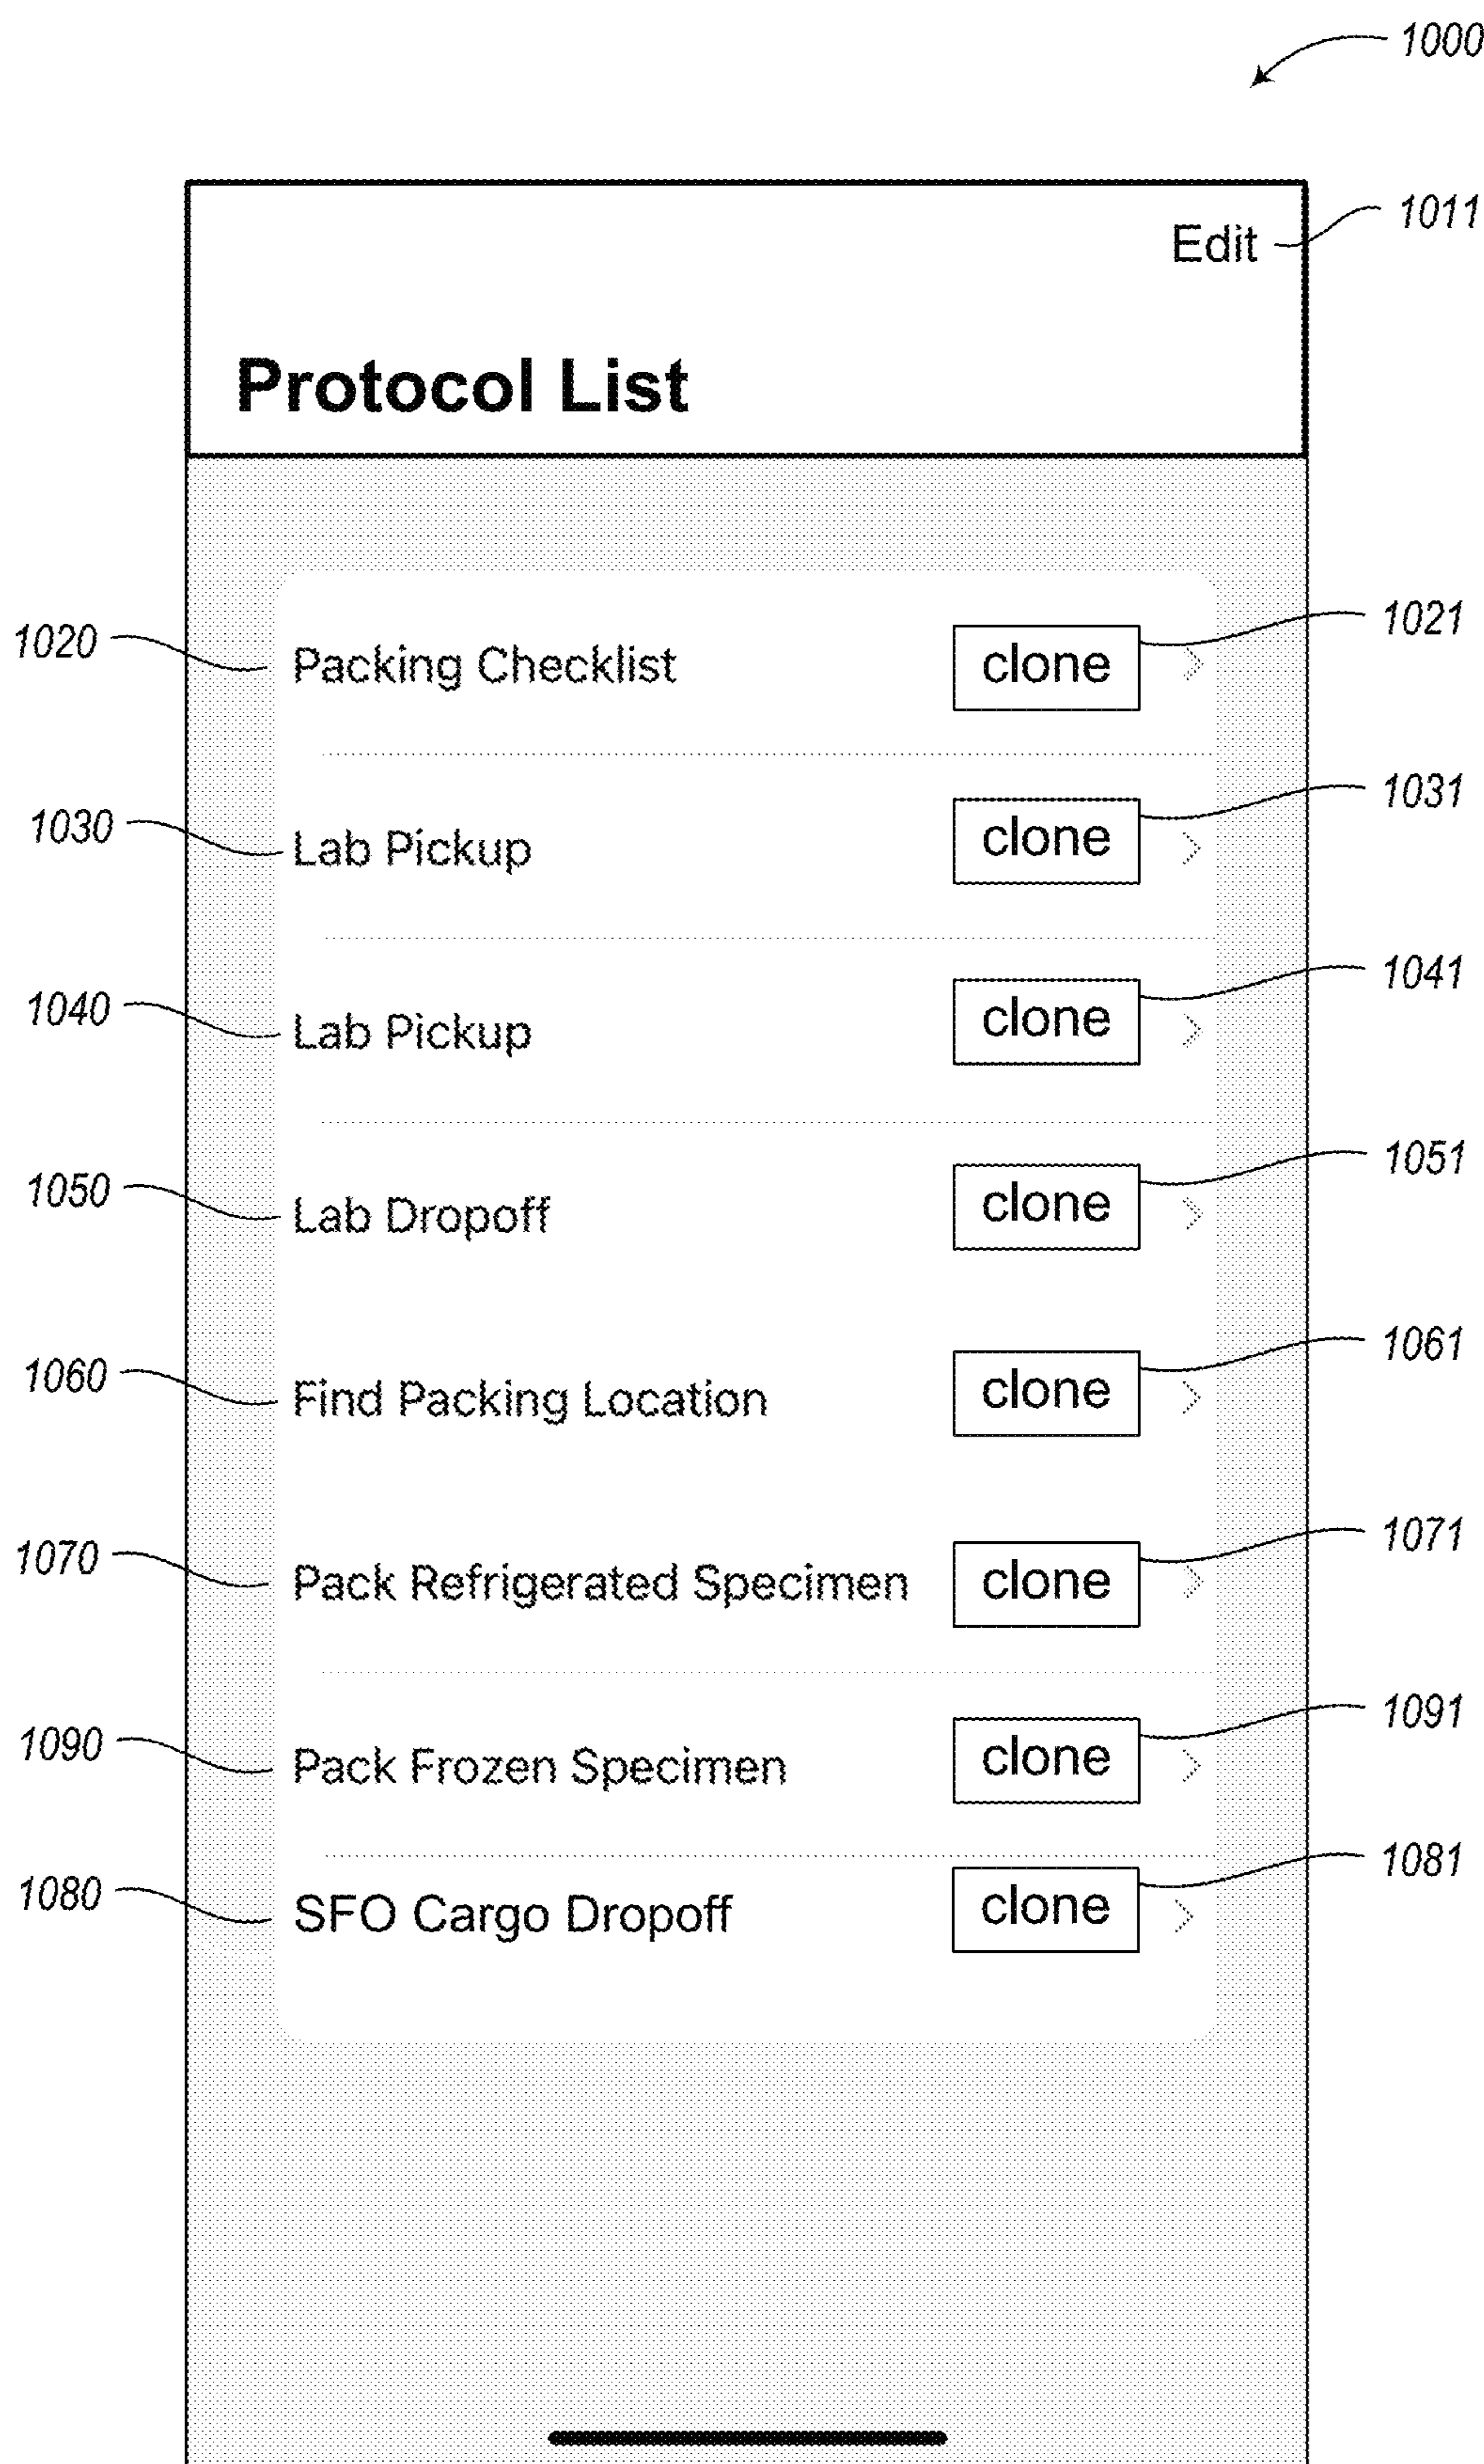 1000
Edit 1011
Protocol List
1020 Packing Checklist clone 1021
1030 Lab Pickup clone 1031
1040 Lab Pickup clone 1041
1050 Lab Dropoff clone 1051
1060 Find Packing Location clone 1061
1070 Pack Refrigerated Specimen clone 1071
1090 Pack Frozen Specimen clone 1091
1080 SFO Cargo Dropoff clone 1081